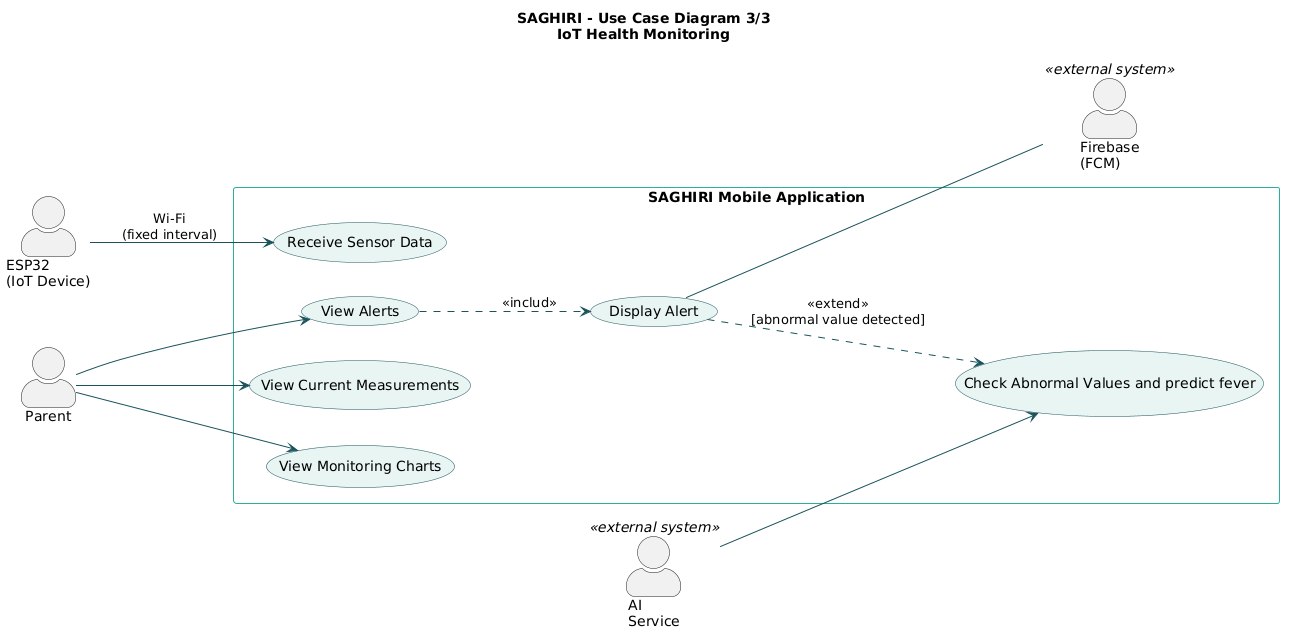 SAGHIRI - Use Case Diagram 3/3
IoT Health Monitoring
«external system»
Firebase
(FCM)
SAGHIRI Mobile Application
Wi-Fi
(fixed interval)
ESP32
(IoT Device)
Receive Sensor Data
View Alerts
«includ»
Display Alert
«extend»
[abnormal value detected]
Parent
View Current Measurements
Check Abnormal Values and predict fever
View Monitoring Charts
«external system»
AI
Service